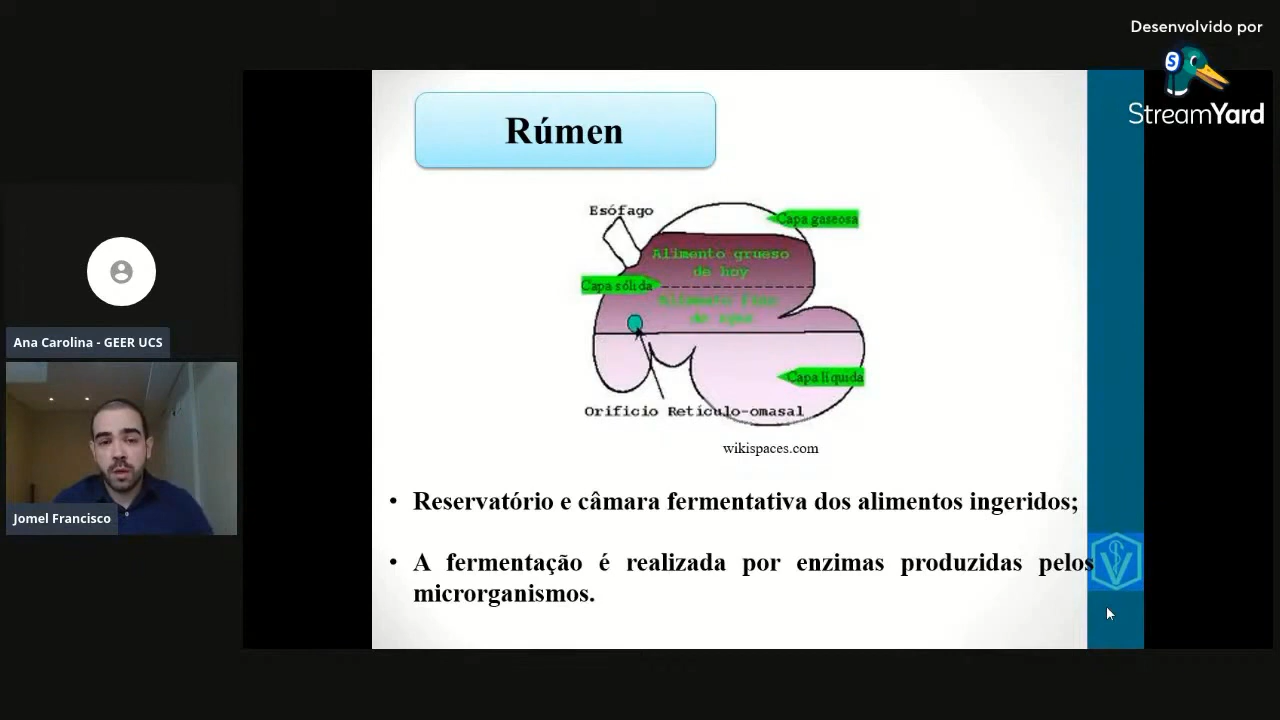 Desenvolvido por
StreamYard
Rúmen
Esófago
Capa gaseosa
Alimento grueso
de hoy
Capa sólida
Alimento fino
de ayer
Capa líquida
Orificio Retículo-omasal
wikispaces.com
• Reservatório e câmara fermentativa dos alimentos ingeridos;
• A fermentação é realizada por enzimas produzidas pelos
microrganismos.
Ana Carolina - GEER UCS
Jomel Francisco